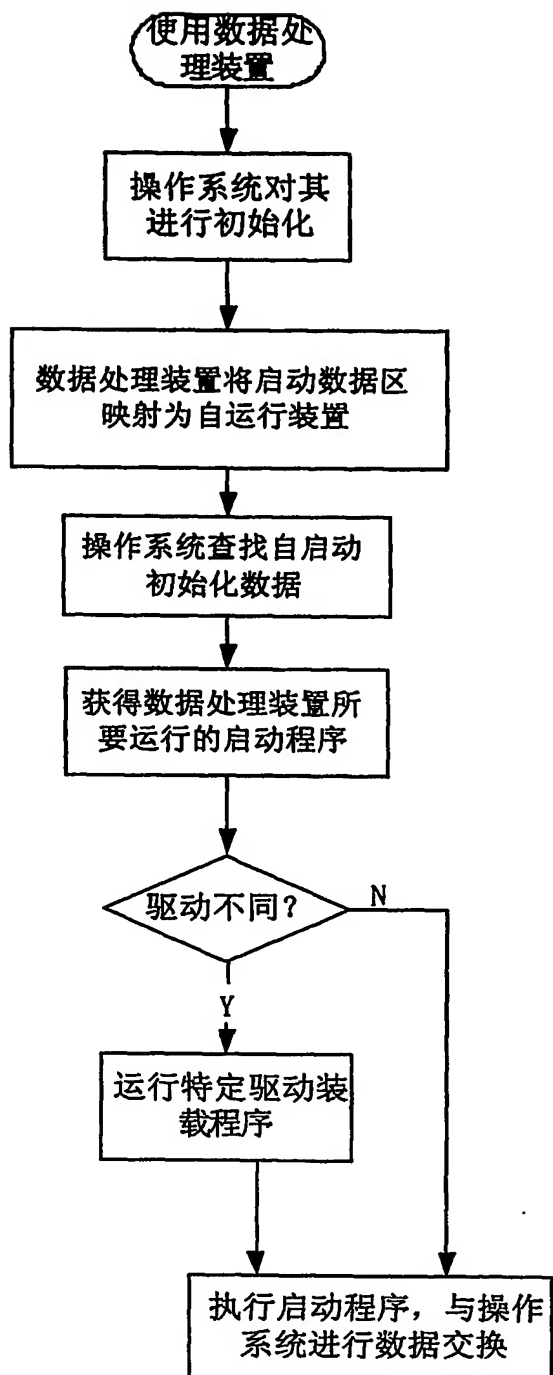 使用数据处
理装置
操作系统对其
进行初始化
数据处理装置将启动数据区
映射为自运行装置
操作系统查找自启动
初始化数据
获得数据处理装置所
要运行的启动程序
驱动不同？
N
Y
运行特定驱动装
载程序
执行启动程序，与操作
系统进行数据交换